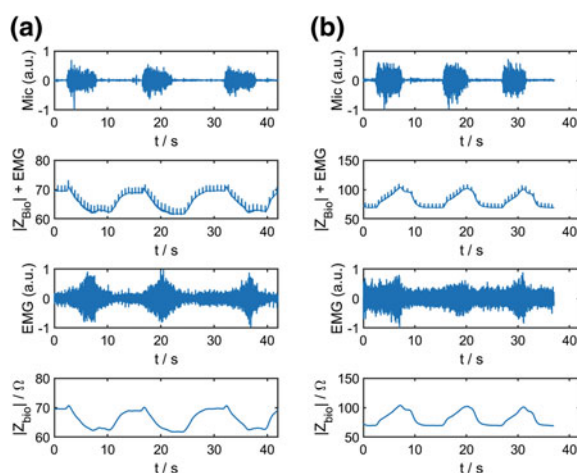 (a)
1
0
-1
Mic (a.u.)
0 10 20 30 40
t / s
80
70
60
|Z_Bio| + EMG
0 10 20 30 40
t / s
1
0
-1
EMG (a.u.)
0 10 20 30 40
t / s
80
70
60
|Z_bio| / Ω
0 10 20 30 40
t / s
(b)
1
0
-1
Mic (a.u.)
0 10 20 30 40
t / s
150
100
50
|Z_Bio| + EMG
0 10 20 30 40
t / s
1
0
-1
EMG (a.u.)
0 10 20 30 40
t / s
150
100
50
|Z_bio| / Ω
0 10 20 30 40
t / s